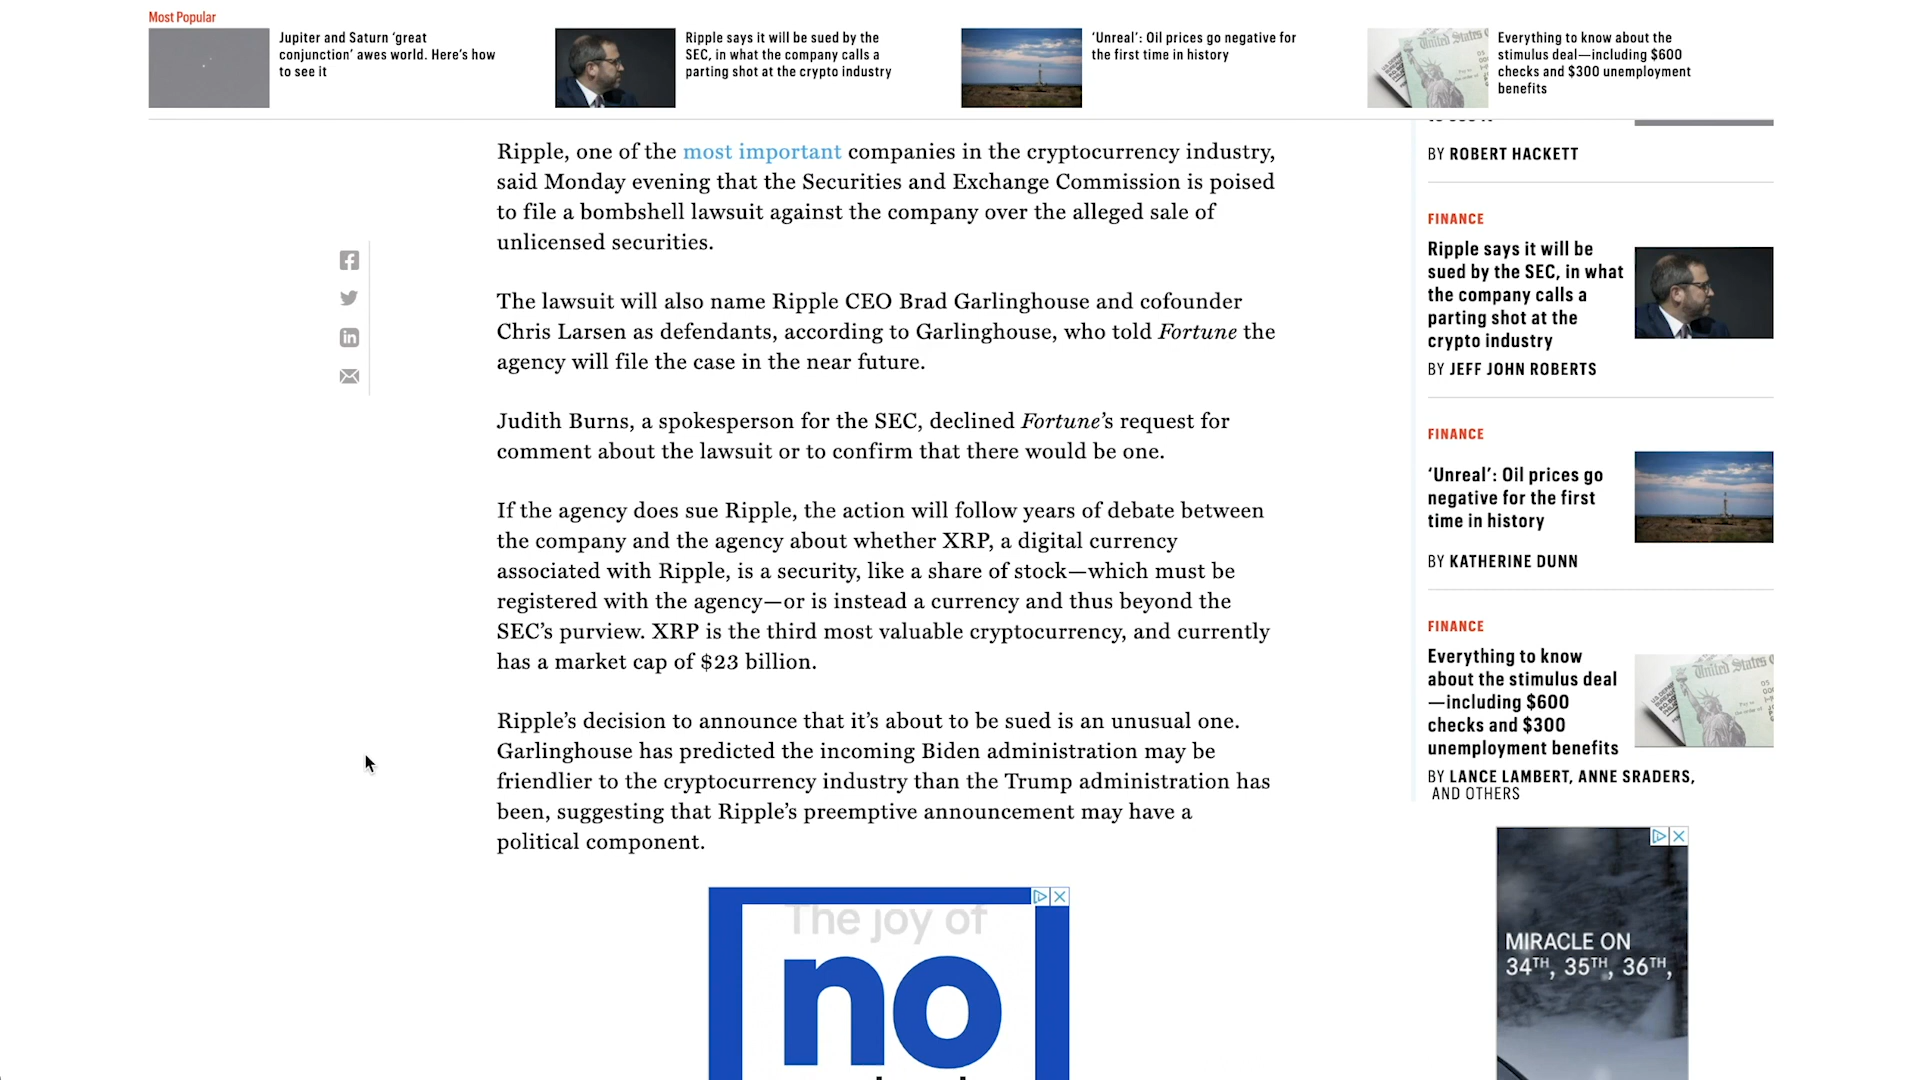 Most Popular
Jupiter and Saturn ‘great
conjunction’ awes world. Here’s how
to see it
Ripple says it will be sued by the
SEC, in what the company calls a
parting shot at the crypto industry
‘Unreal’: Oil prices go negative for
the first time in history
Everything to know about the
stimulus deal—including $600
checks and $300 unemployment
benefits
Ripple, one of the most important companies in the cryptocurrency industry,
said Monday evening that the Securities and Exchange Commission is poised
to file a bombshell lawsuit against the company over the alleged sale of
unlicensed securities.
The lawsuit will also name Ripple CEO Brad Garlinghouse and cofounder
Chris Larsen as defendants, according to Garlinghouse, who told Fortune the
agency will file the case in the near future.
Judith Burns, a spokesperson for the SEC, declined Fortune’s request for
comment about the lawsuit or to confirm that there would be one.
If the agency does sue Ripple, the action will follow years of debate between
the company and the agency about whether XRP, a digital currency
associated with Ripple, is a security, like a share of stock—which must be
registered with the agency—or is instead a currency and thus beyond the
SEC’s purview. XRP is the third most valuable cryptocurrency, and currently
has a market cap of $23 billion.
Ripple’s decision to announce that it’s about to be sued is an unusual one.
Garlinghouse has predicted the incoming Biden administration may be
friendlier to the cryptocurrency industry than the Trump administration has
been, suggesting that Ripple’s preemptive announcement may have a
political component.
The joy of
no
BY ROBERT HACKETT
FINANCE
Ripple says it will be
sued by the SEC, in what
the company calls a
parting shot at the
crypto industry
BY JEFF JOHN ROBERTS
FINANCE
‘Unreal’: Oil prices go
negative for the first
time in history
BY KATHERINE DUNN
FINANCE
Everything to know
about the stimulus deal
—including $600
checks and $300
unemployment benefits
BY LANCE LAMBERT, ANNE SRADERS,
AND OTHERS
United States
MIRACLE ON
34TH, 35TH, 36TH,